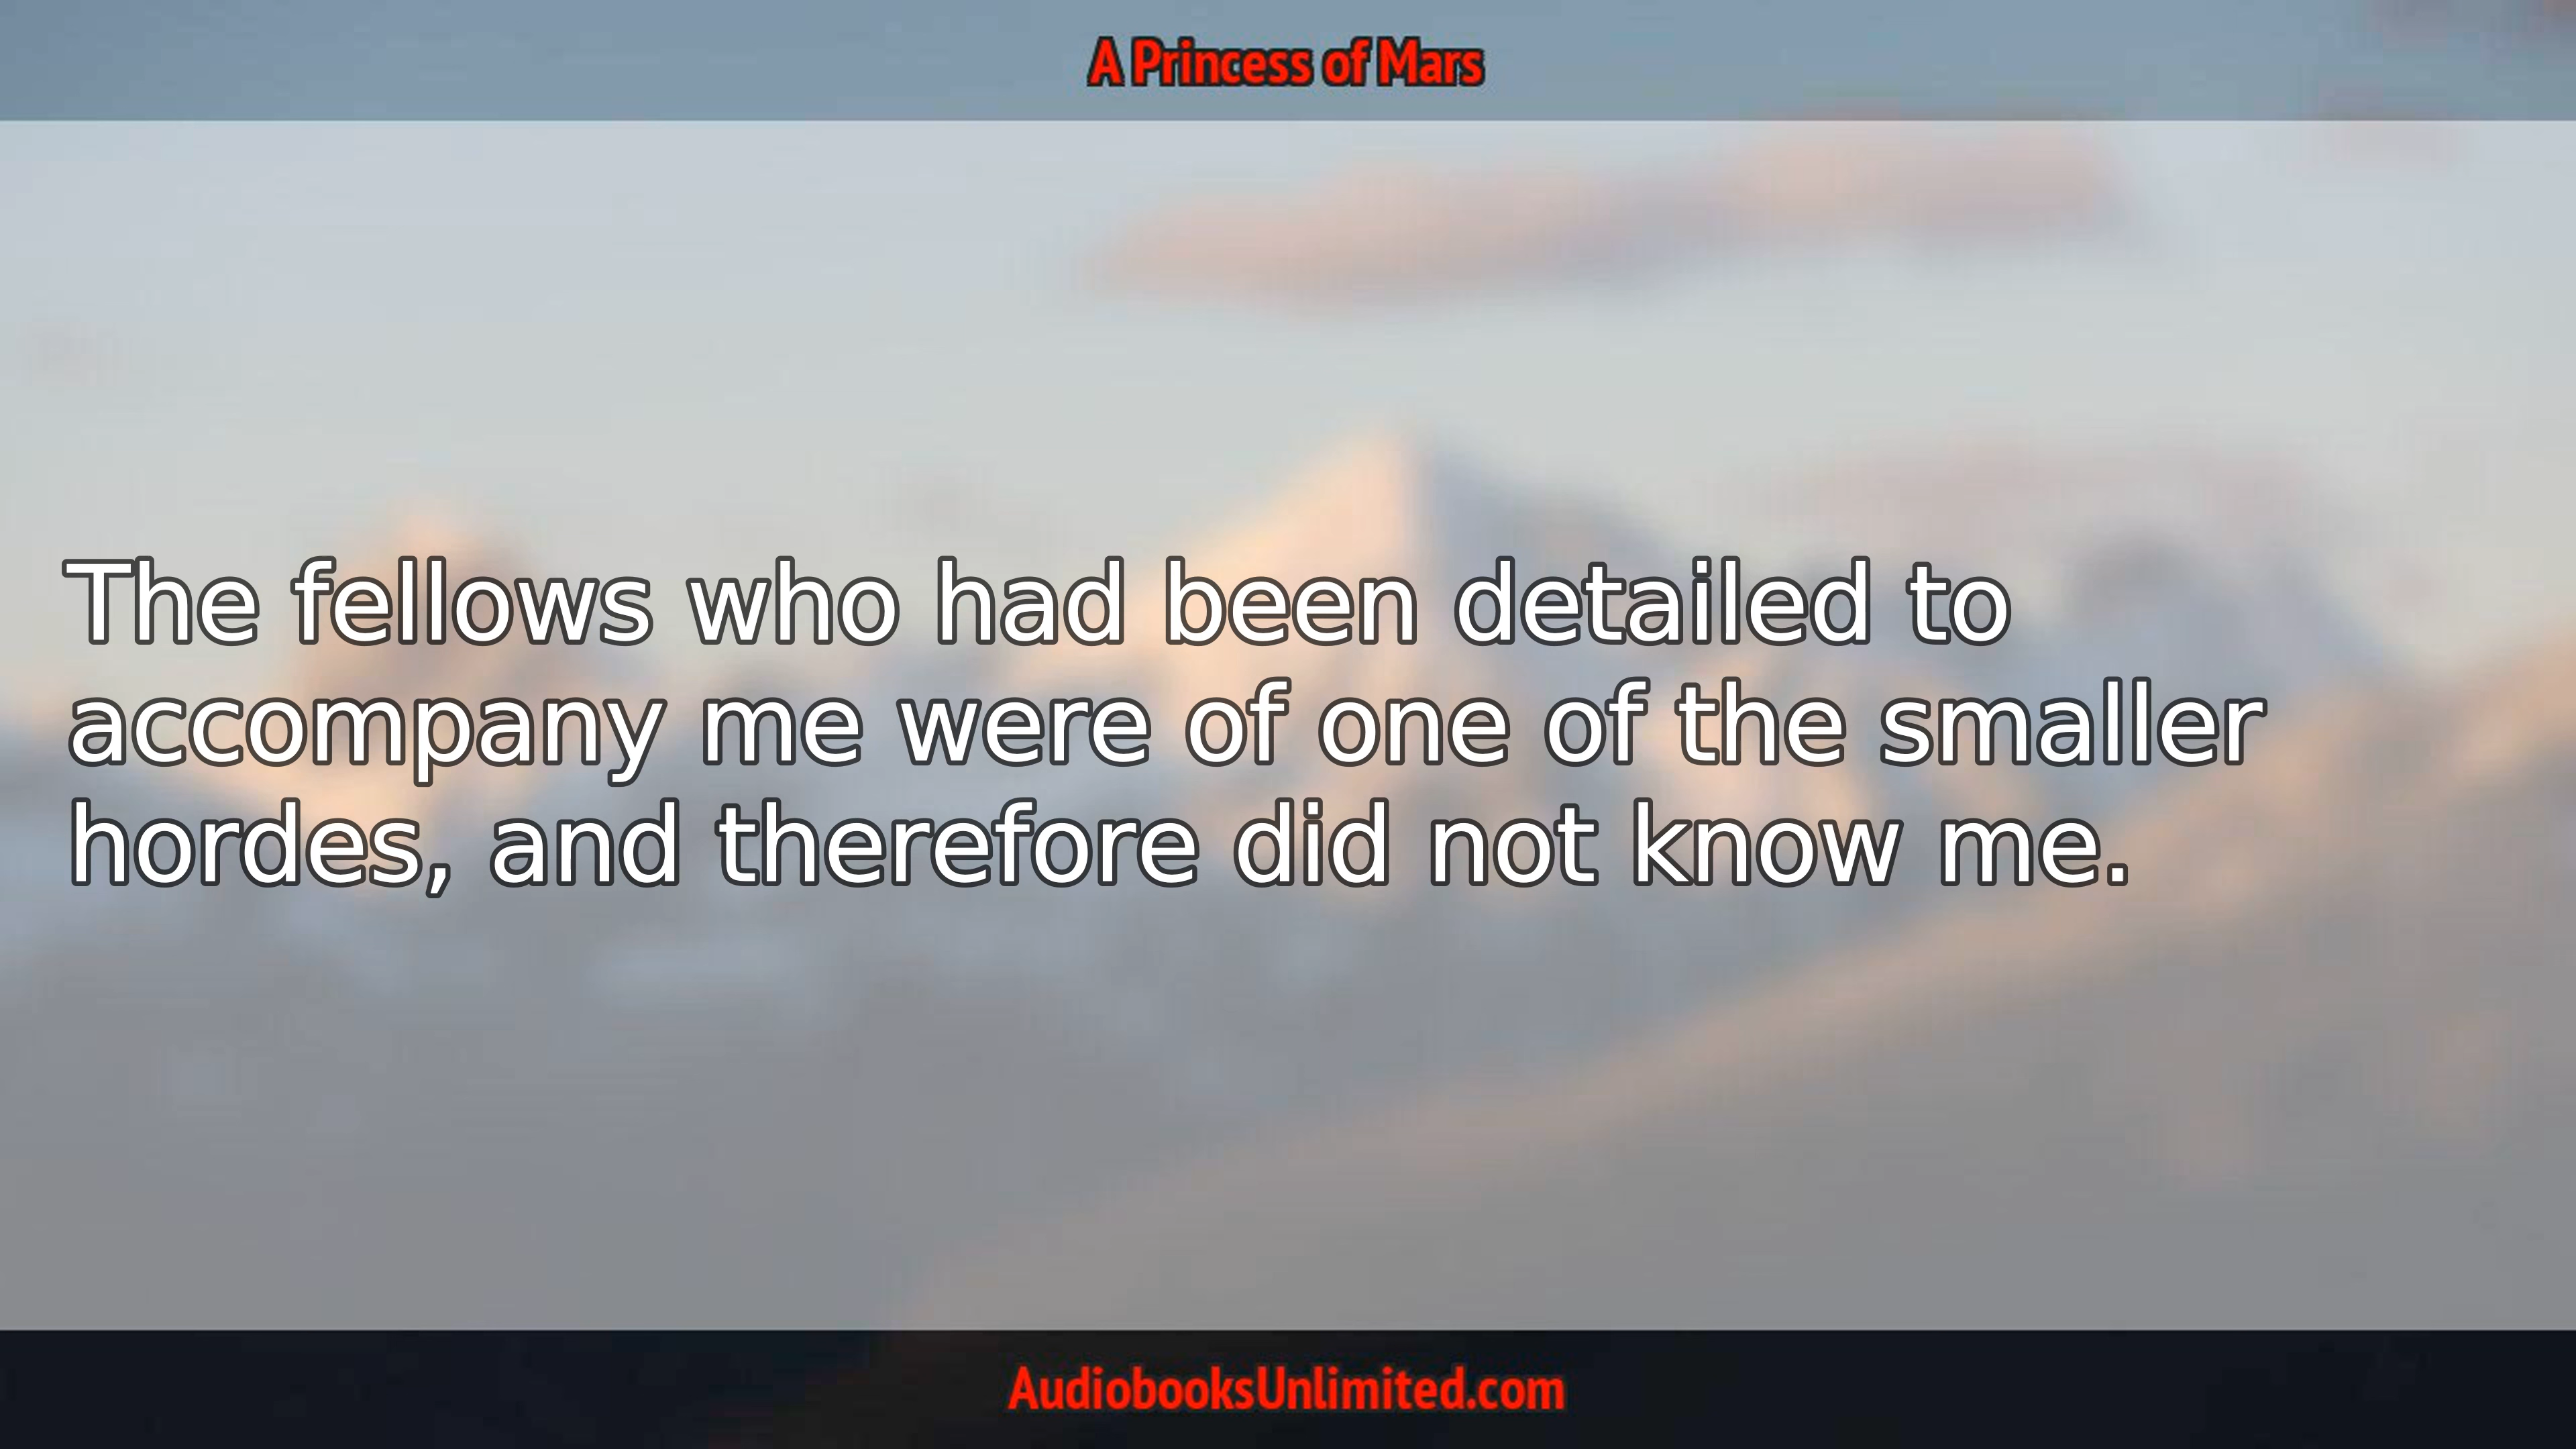 A Princess of Mars
The fellows who had been detailed to
accompany me were of one of the smaller
hordes, and therefore did not know me.
AudiobooksUnlimited.com